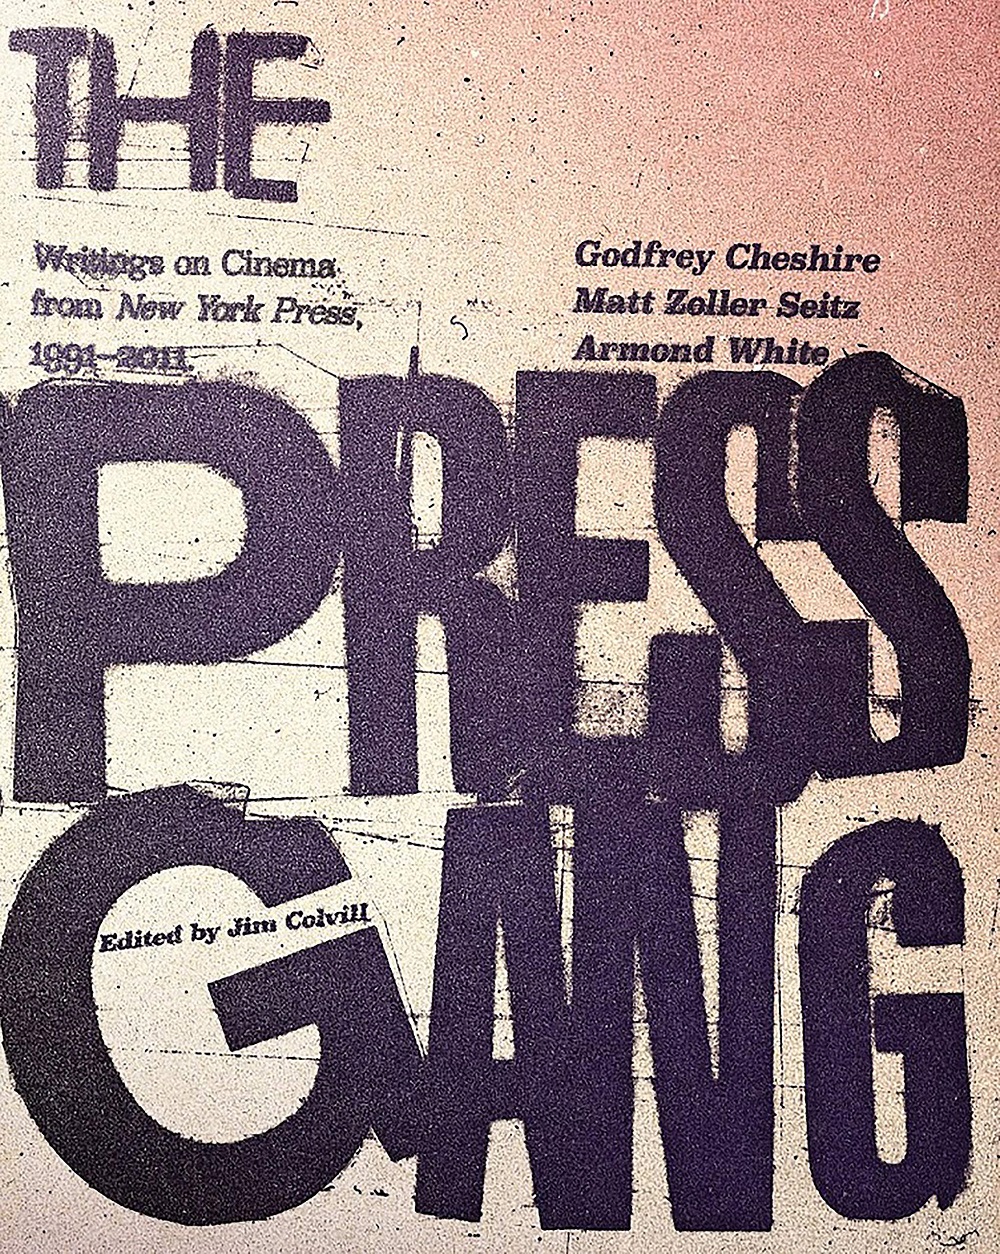 THE
Writings on Cinema
from New York Press,
1991–2011
Godfrey Cheshire
Matt Zoller Seitz
Armond White
PRESS
GANG
Edited by Jim Colvill